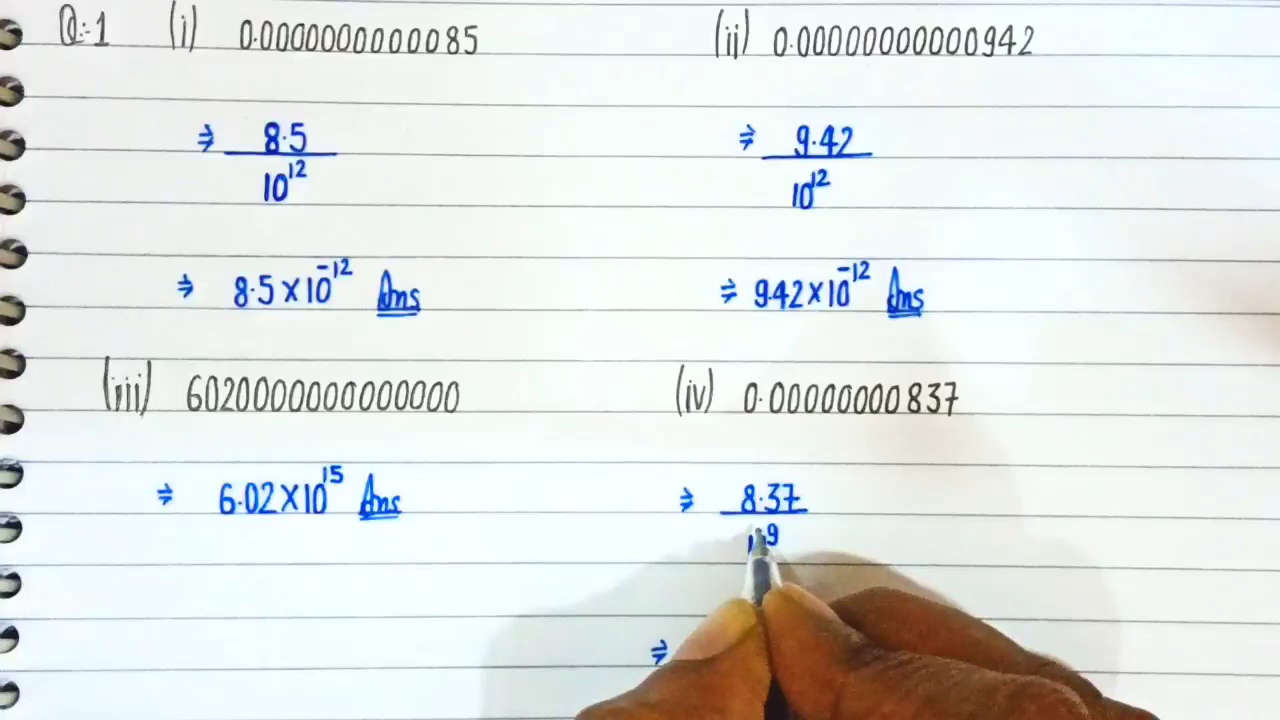 Q:-1 (i) 0.0000000000085 (ii) 0.00000000000942
⇒ 8.5 ⇒ 9.42
10¹² 10¹²
⇒ 8.5×10⁻¹² Ans ⇒ 9.42×10⁻¹² Ans
(iii) 6020000000000000 (iv) 0.00000000837
⇒ 6.02×10¹⁵ Ans ⇒ 8.37
9
⇒